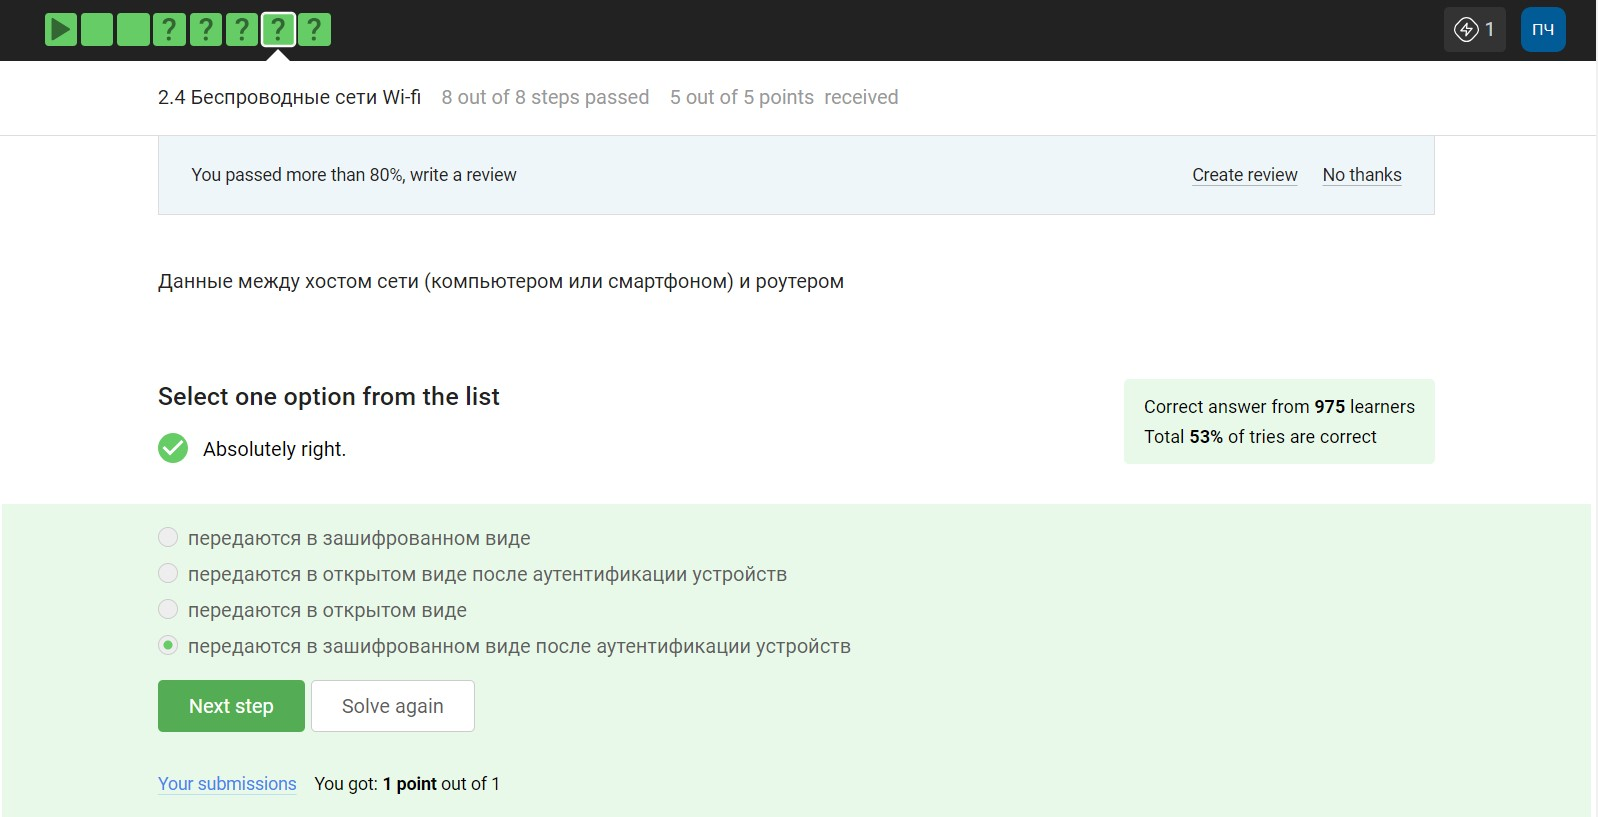 ? ? ? ? ?
1
ПЧ
2.4 Беспроводные сети Wi-fi 8 out of 8 steps passed 5 out of 5 points received
You passed more than 80%, write a review Create review No thanks
Данные между хостом сети (компьютером или смартфоном) и роутером
Select one option from the list
Absolutely right.
Correct answer from 975 learners
Total 53% of tries are correct
передаются в зашифрованном виде
передаются в открытом виде после аутентификации устройств
передаются в открытом виде
передаются в зашифрованном виде после аутентификации устройств
Next step Solve again
Your submissions You got: 1 point out of 1